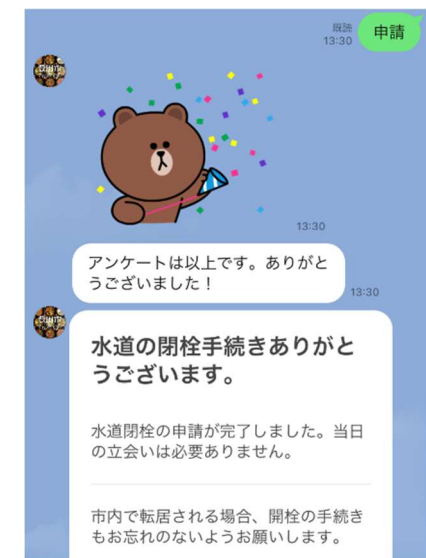 既読
13:30
申請
13:30
アンケートは以上です。ありがと
うございました！
13:30
水道の閉栓手続きありがと
うございます。
水道閉栓の申請が完了しました。当日
の立会いは必要ありません。
市内で転居される場合、開栓の手続き
もお忘れのないようお願いします。